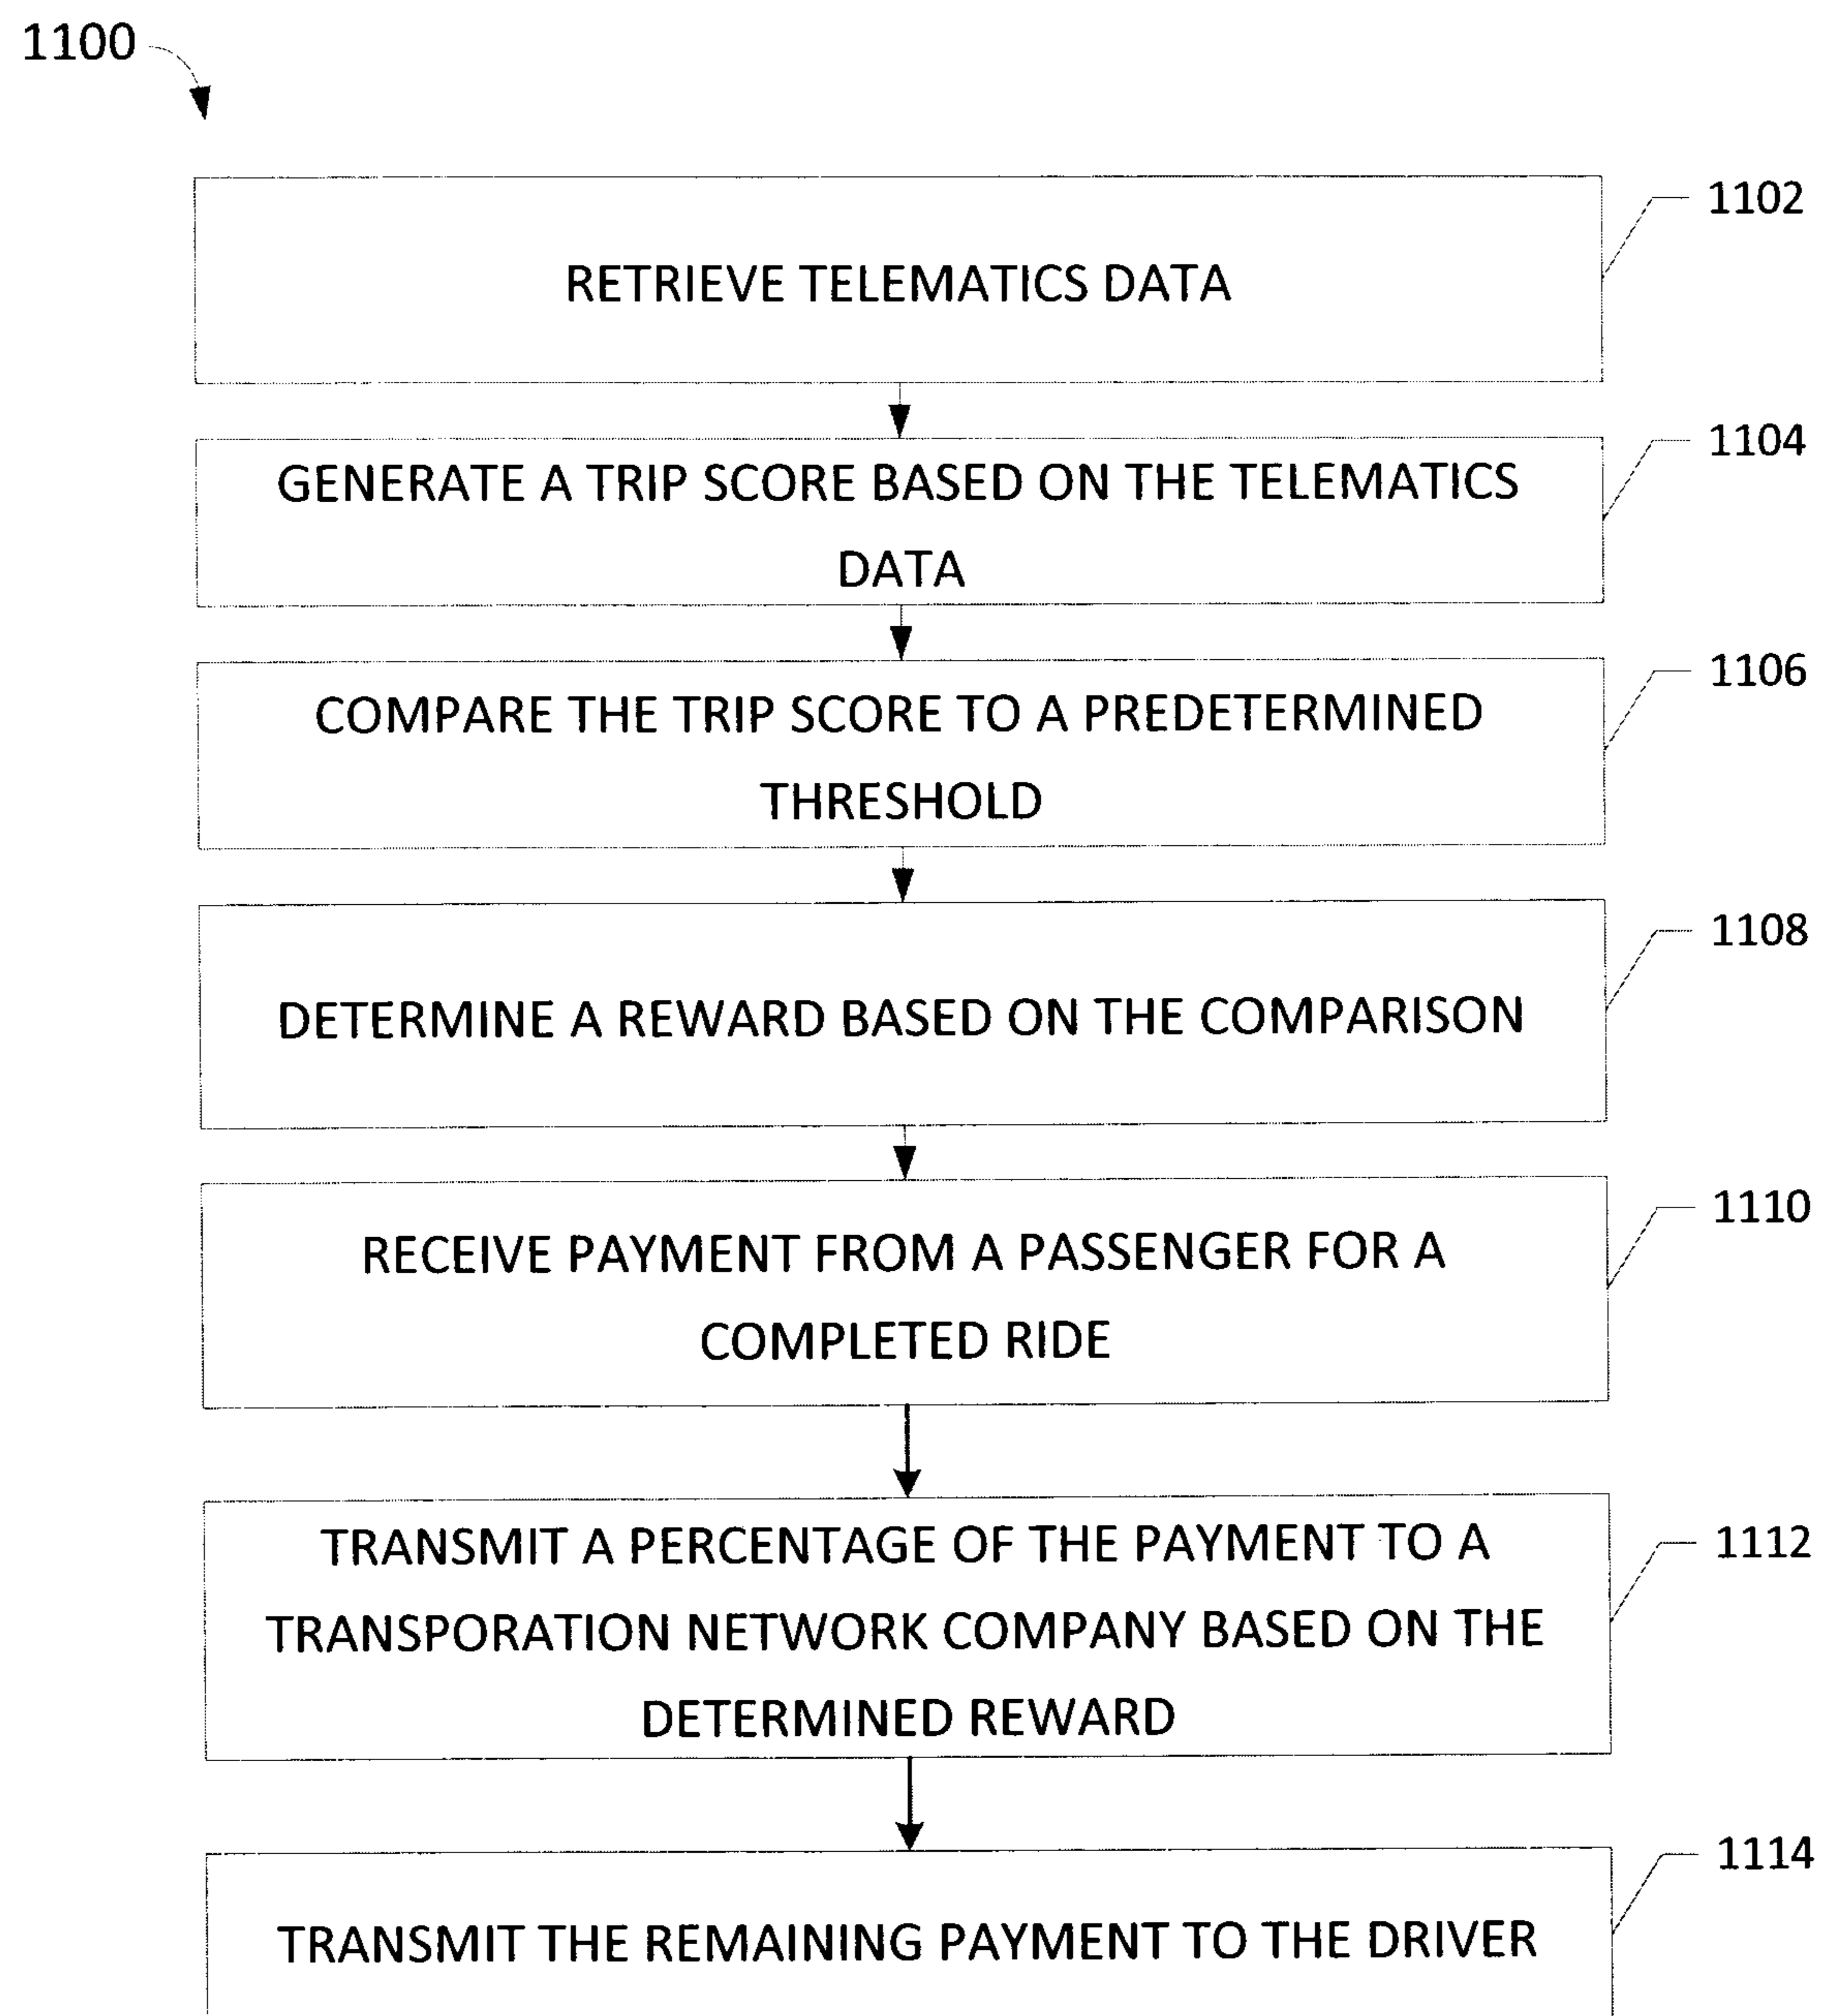 1100
1102
RETRIEVE TELEMATICS DATA
1104
GENERATE A TRIP SCORE BASED ON THE TELEMATICS
DATA
1106
COMPARE THE TRIP SCORE TO A PREDETERMINED
THRESHOLD
1108
DETERMINE A REWARD BASED ON THE COMPARISON
1110
RECEIVE PAYMENT FROM A PASSENGER FOR A
COMPLETED RIDE
1112
TRANSMIT A PERCENTAGE OF THE PAYMENT TO A
TRANSPORATION NETWORK COMPANY BASED ON THE
DETERMINED REWARD
1114
TRANSMIT THE REMAINING PAYMENT TO THE DRIVER